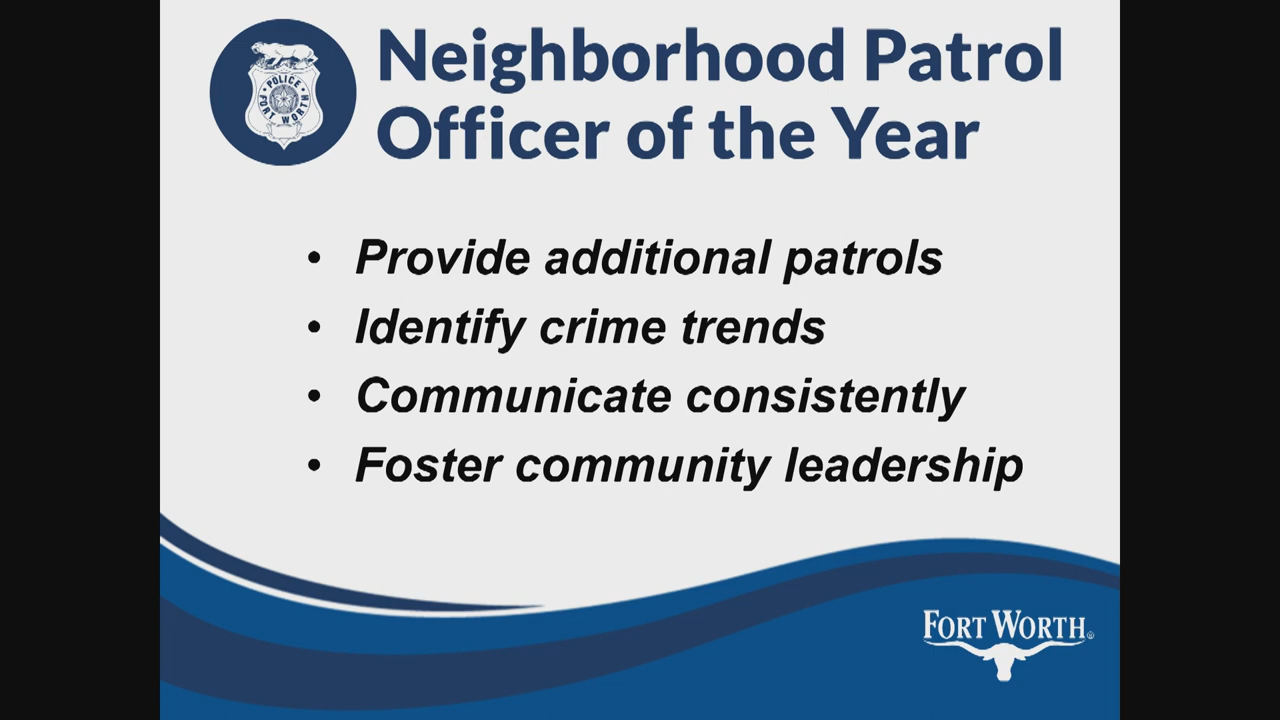 POLICE
FORT WORTH
Neighborhood Patrol
Officer of the Year
• Provide additional patrols
• Identify crime trends
• Communicate consistently
• Foster community leadership
FORT WORTH®